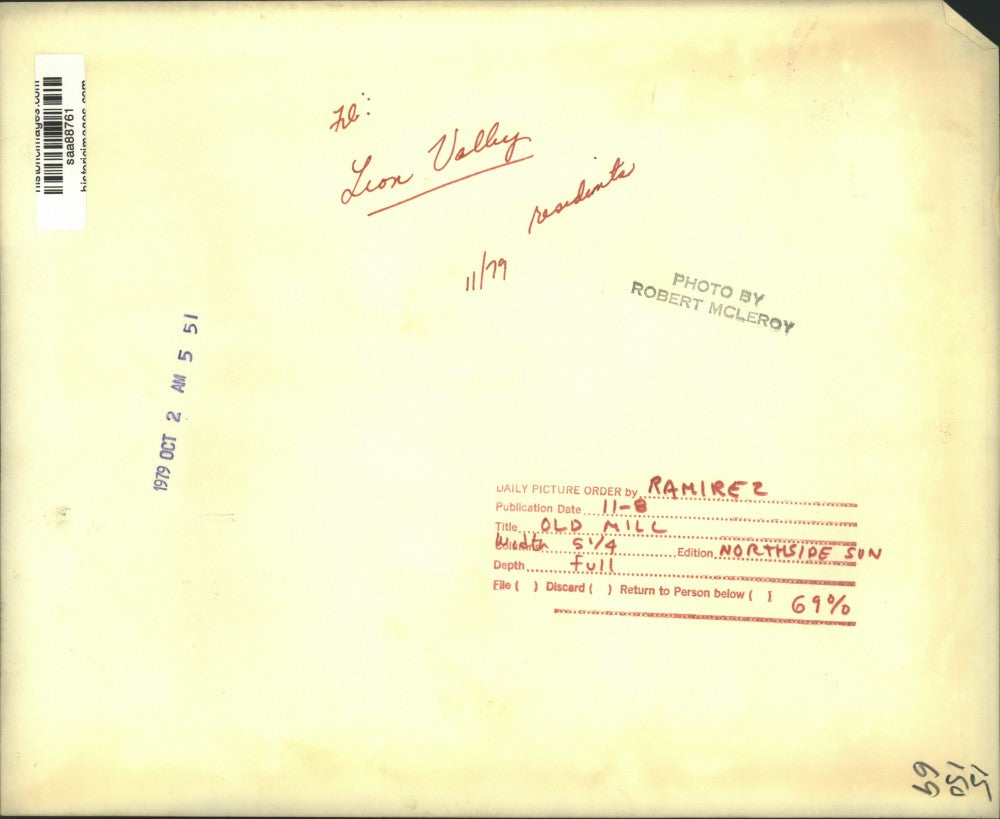 historicimages.com
saa88761
historicimages.com
File:
Leon Valley
residents
11/79
PHOTO BY
ROBERT MCLEROY
1979 OCT 2 AM 5 51
DAILY PICTURE ORDER by RAMIREZ
Publication Date 11-8
Title OLD MILL
Width 5 1/4 Edition NORTHSIDE SUN
Depth full
File ( ) Discard ( ) Return to Person below ( )
69%
69